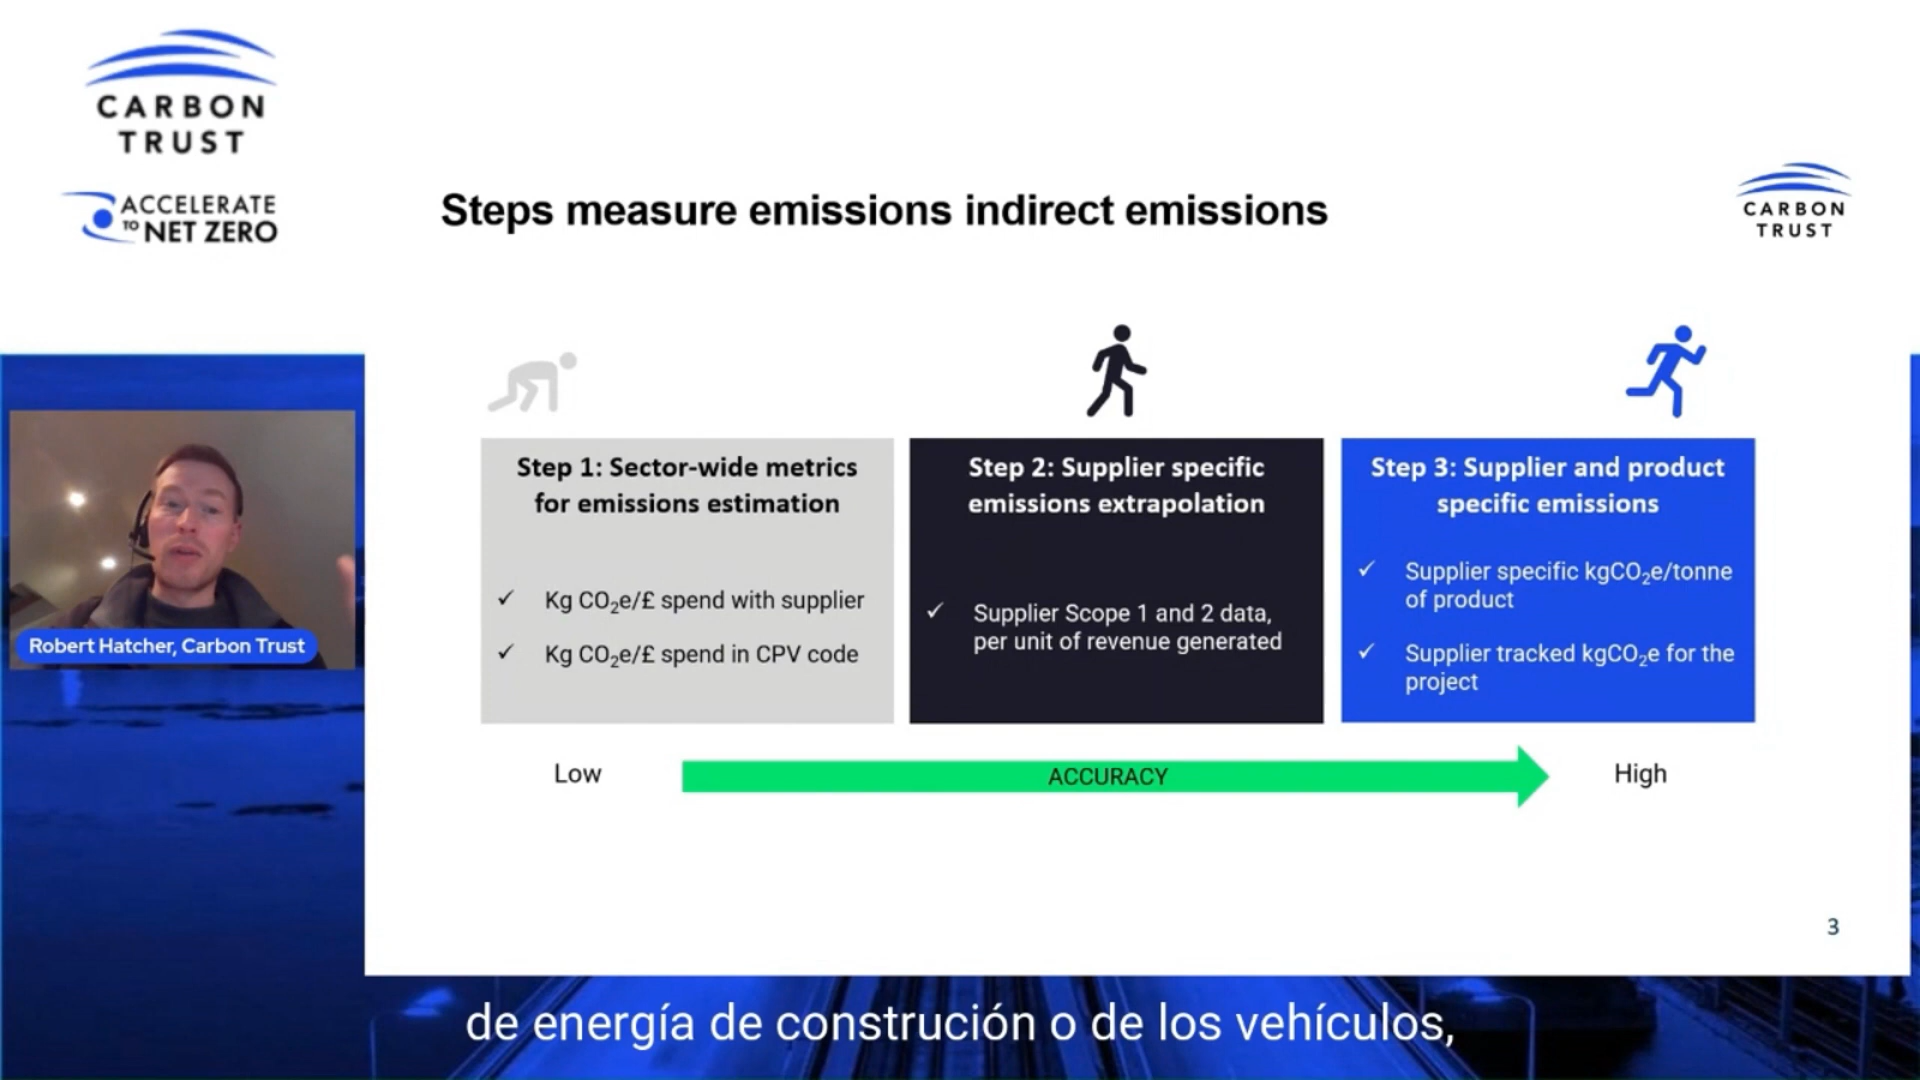 CARBON
TRUST
ACCELERATE
TO NET ZERO
Steps measure emissions indirect emissions
CARBON
TRUST
Step 1: Sector-wide metrics
for emissions estimation
✓ Kg CO₂e/£ spend with supplier
✓ Kg CO₂e/£ spend in CPV code
Step 2: Supplier specific
emissions extrapolation
✓ Supplier Scope 1 and 2 data,
per unit of revenue generated
Step 3: Supplier and product
specific emissions
✓ Supplier specific kgCO₂e/tonne
of product
✓ Supplier tracked kgCO₂e for the
project
Robert Hatcher, Carbon Trust
Low
ACCURACY
High
3
de energía de construción o de los vehículos,